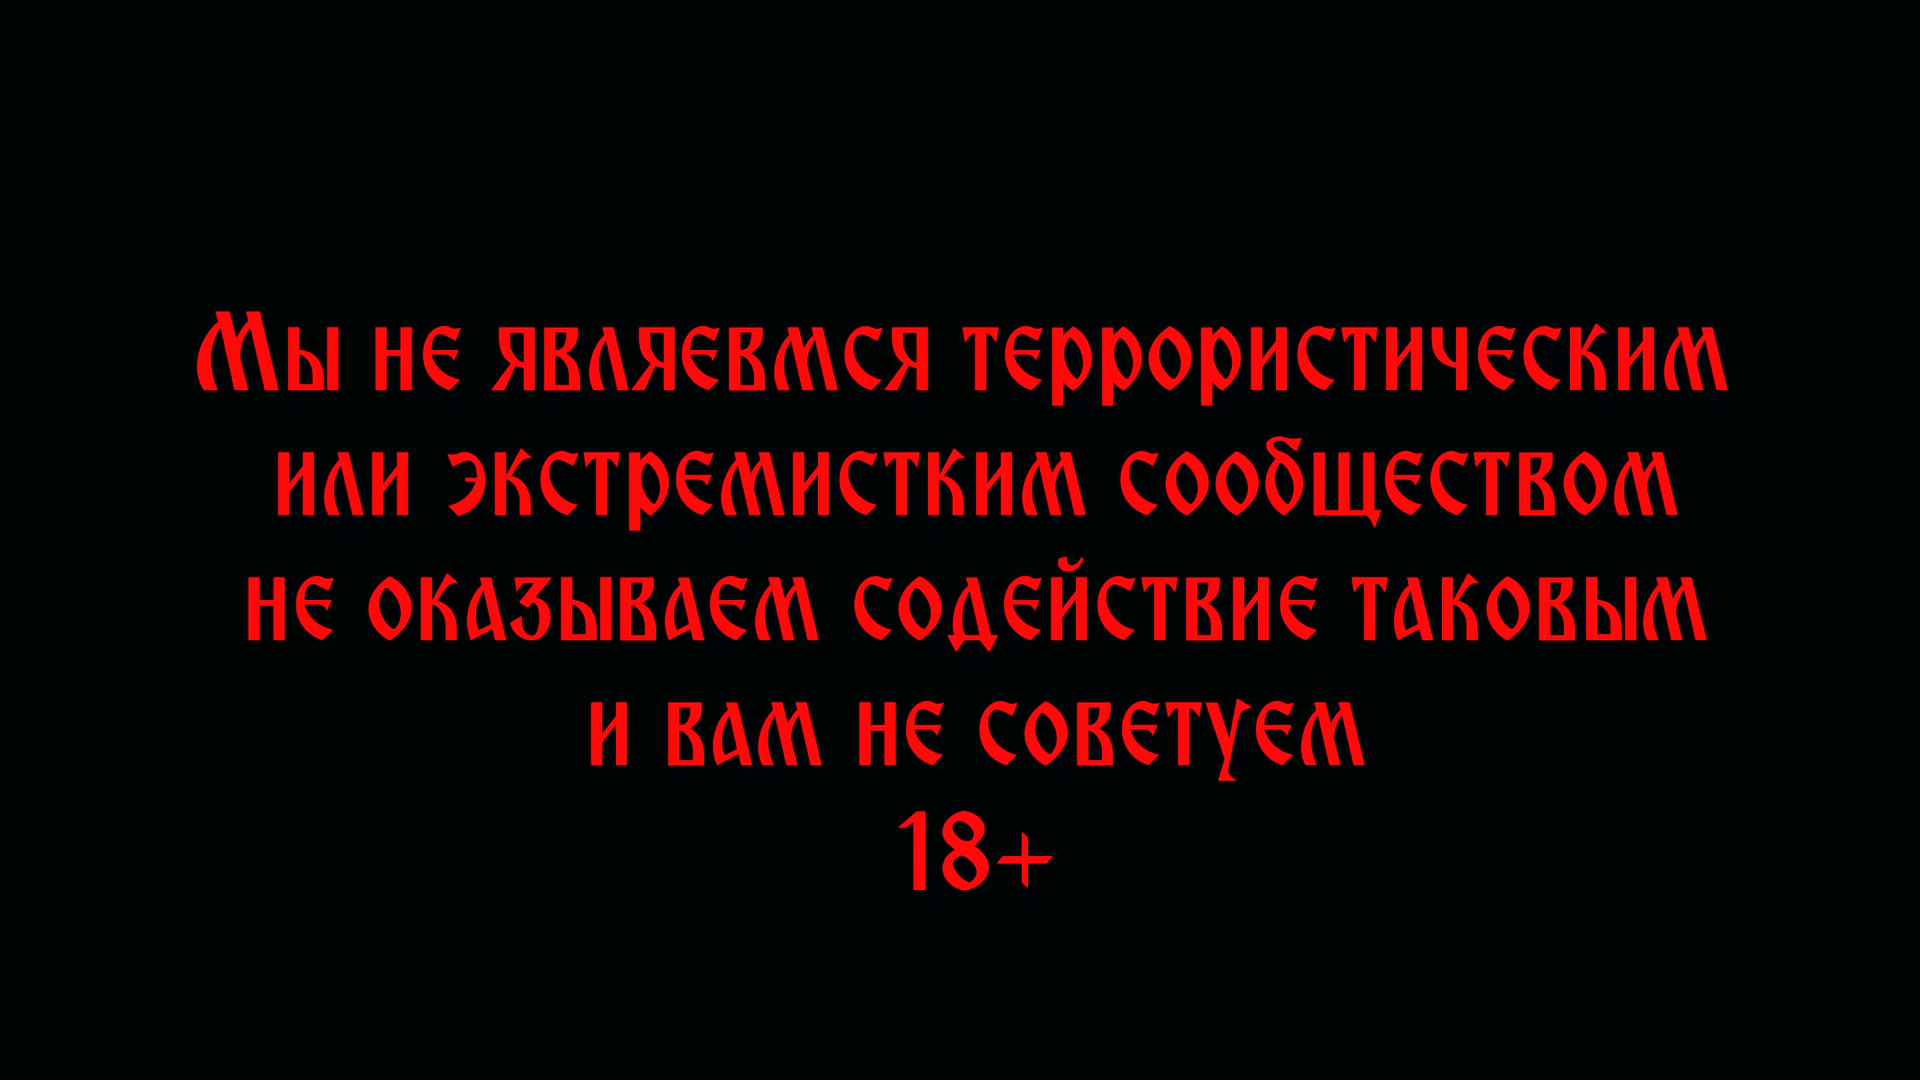 Мы не являевмся террористическим
или экстремистким сообществом
не оказываем содействие таковым
и вам не советуем
18+